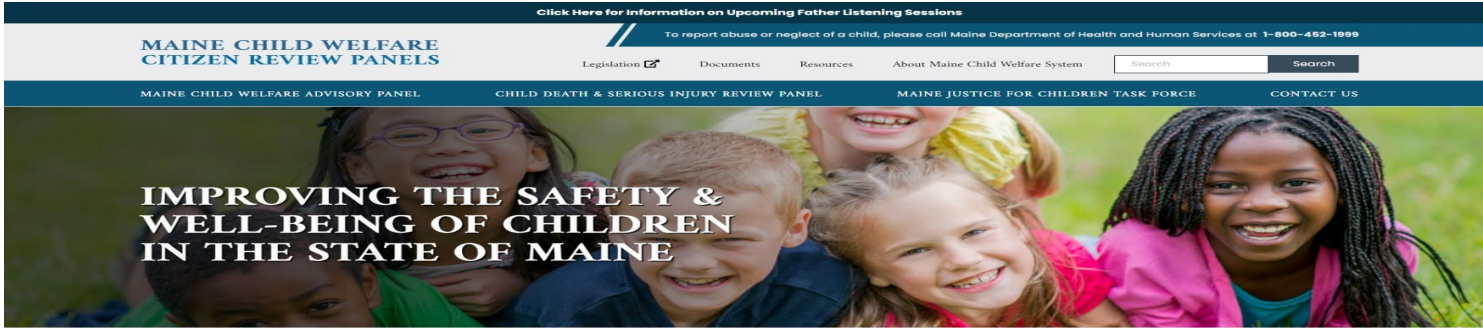 Click Here for Information on Upcoming Father Listening Sessions
To report abuse or neglect of a child, please call Maine Department of Health and Human Services at 1-800-452-1999
MAINE CHILD WELFARE
CITIZEN REVIEW PANELS
Legislation Documents Resources About Maine Child Welfare System Search Search
MAINE CHILD WELFARE ADVISORY PANEL CHILD DEATH & SERIOUS INJURY REVIEW PANEL MAINE JUSTICE FOR CHILDREN TASK FORCE CONTACT US
IMPROVING THE SAFETY &
WELL-BEING OF CHILDREN
IN THE STATE OF MAINE